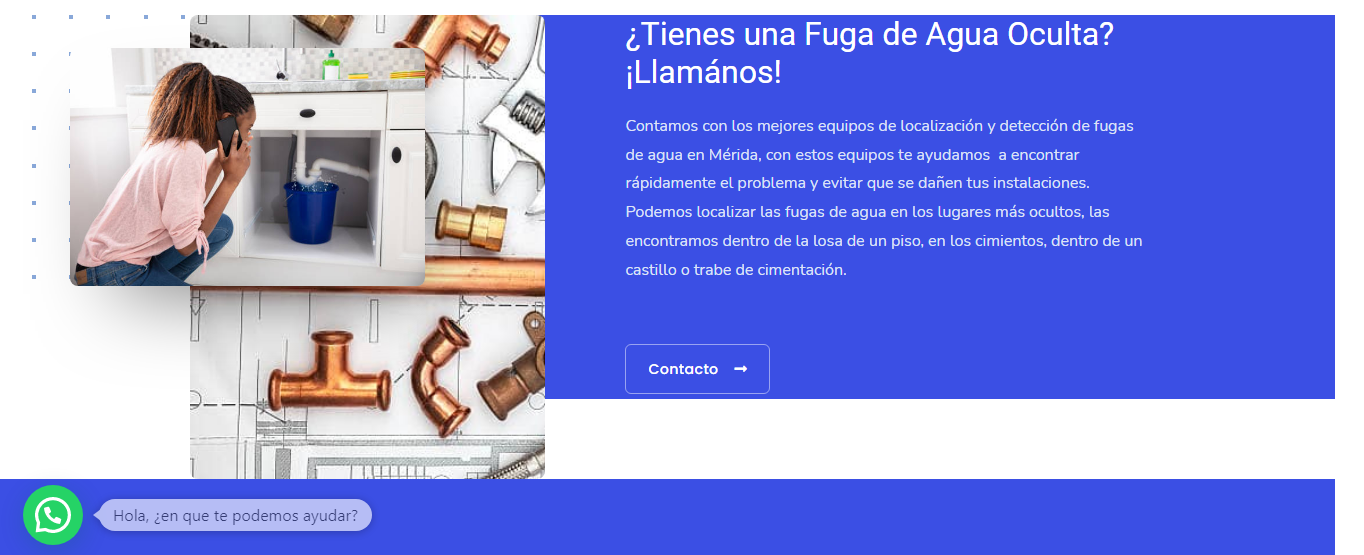 ¿Tienes una Fuga de Agua Oculta?
¡Llamános!
Contamos con los mejores equipos de localización y detección de fugas
de agua en Mérida, con estos equipos te ayudamos  a encontrar
rápidamente el problema y evitar que se dañen tus instalaciones.
Podemos localizar las fugas de agua en los lugares más ocultos, las
encontramos dentro de la losa de un piso, en los cimientos, dentro de un
castillo o trabe de cimentación.
Contacto
Hola, ¿en que te podemos ayudar?